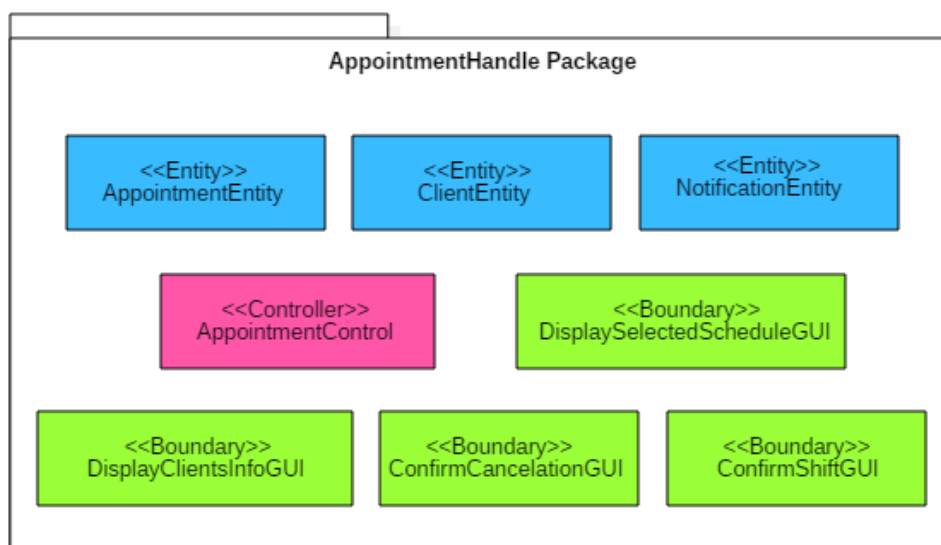 AppointmentHandle Package
<<Entity>>
AppointmentEntity
<<Entity>>
ClientEntity
<<Entity>>
NotificationEntity
<<Controller>>
AppointmentControl
<<Boundary>>
DisplaySelectedScheduleGUI
<<Boundary>>
DisplayClientsInfoGUI
<<Boundary>>
ConfirmCancelationGUI
<<Boundary>>
ConfirmShiftGUI